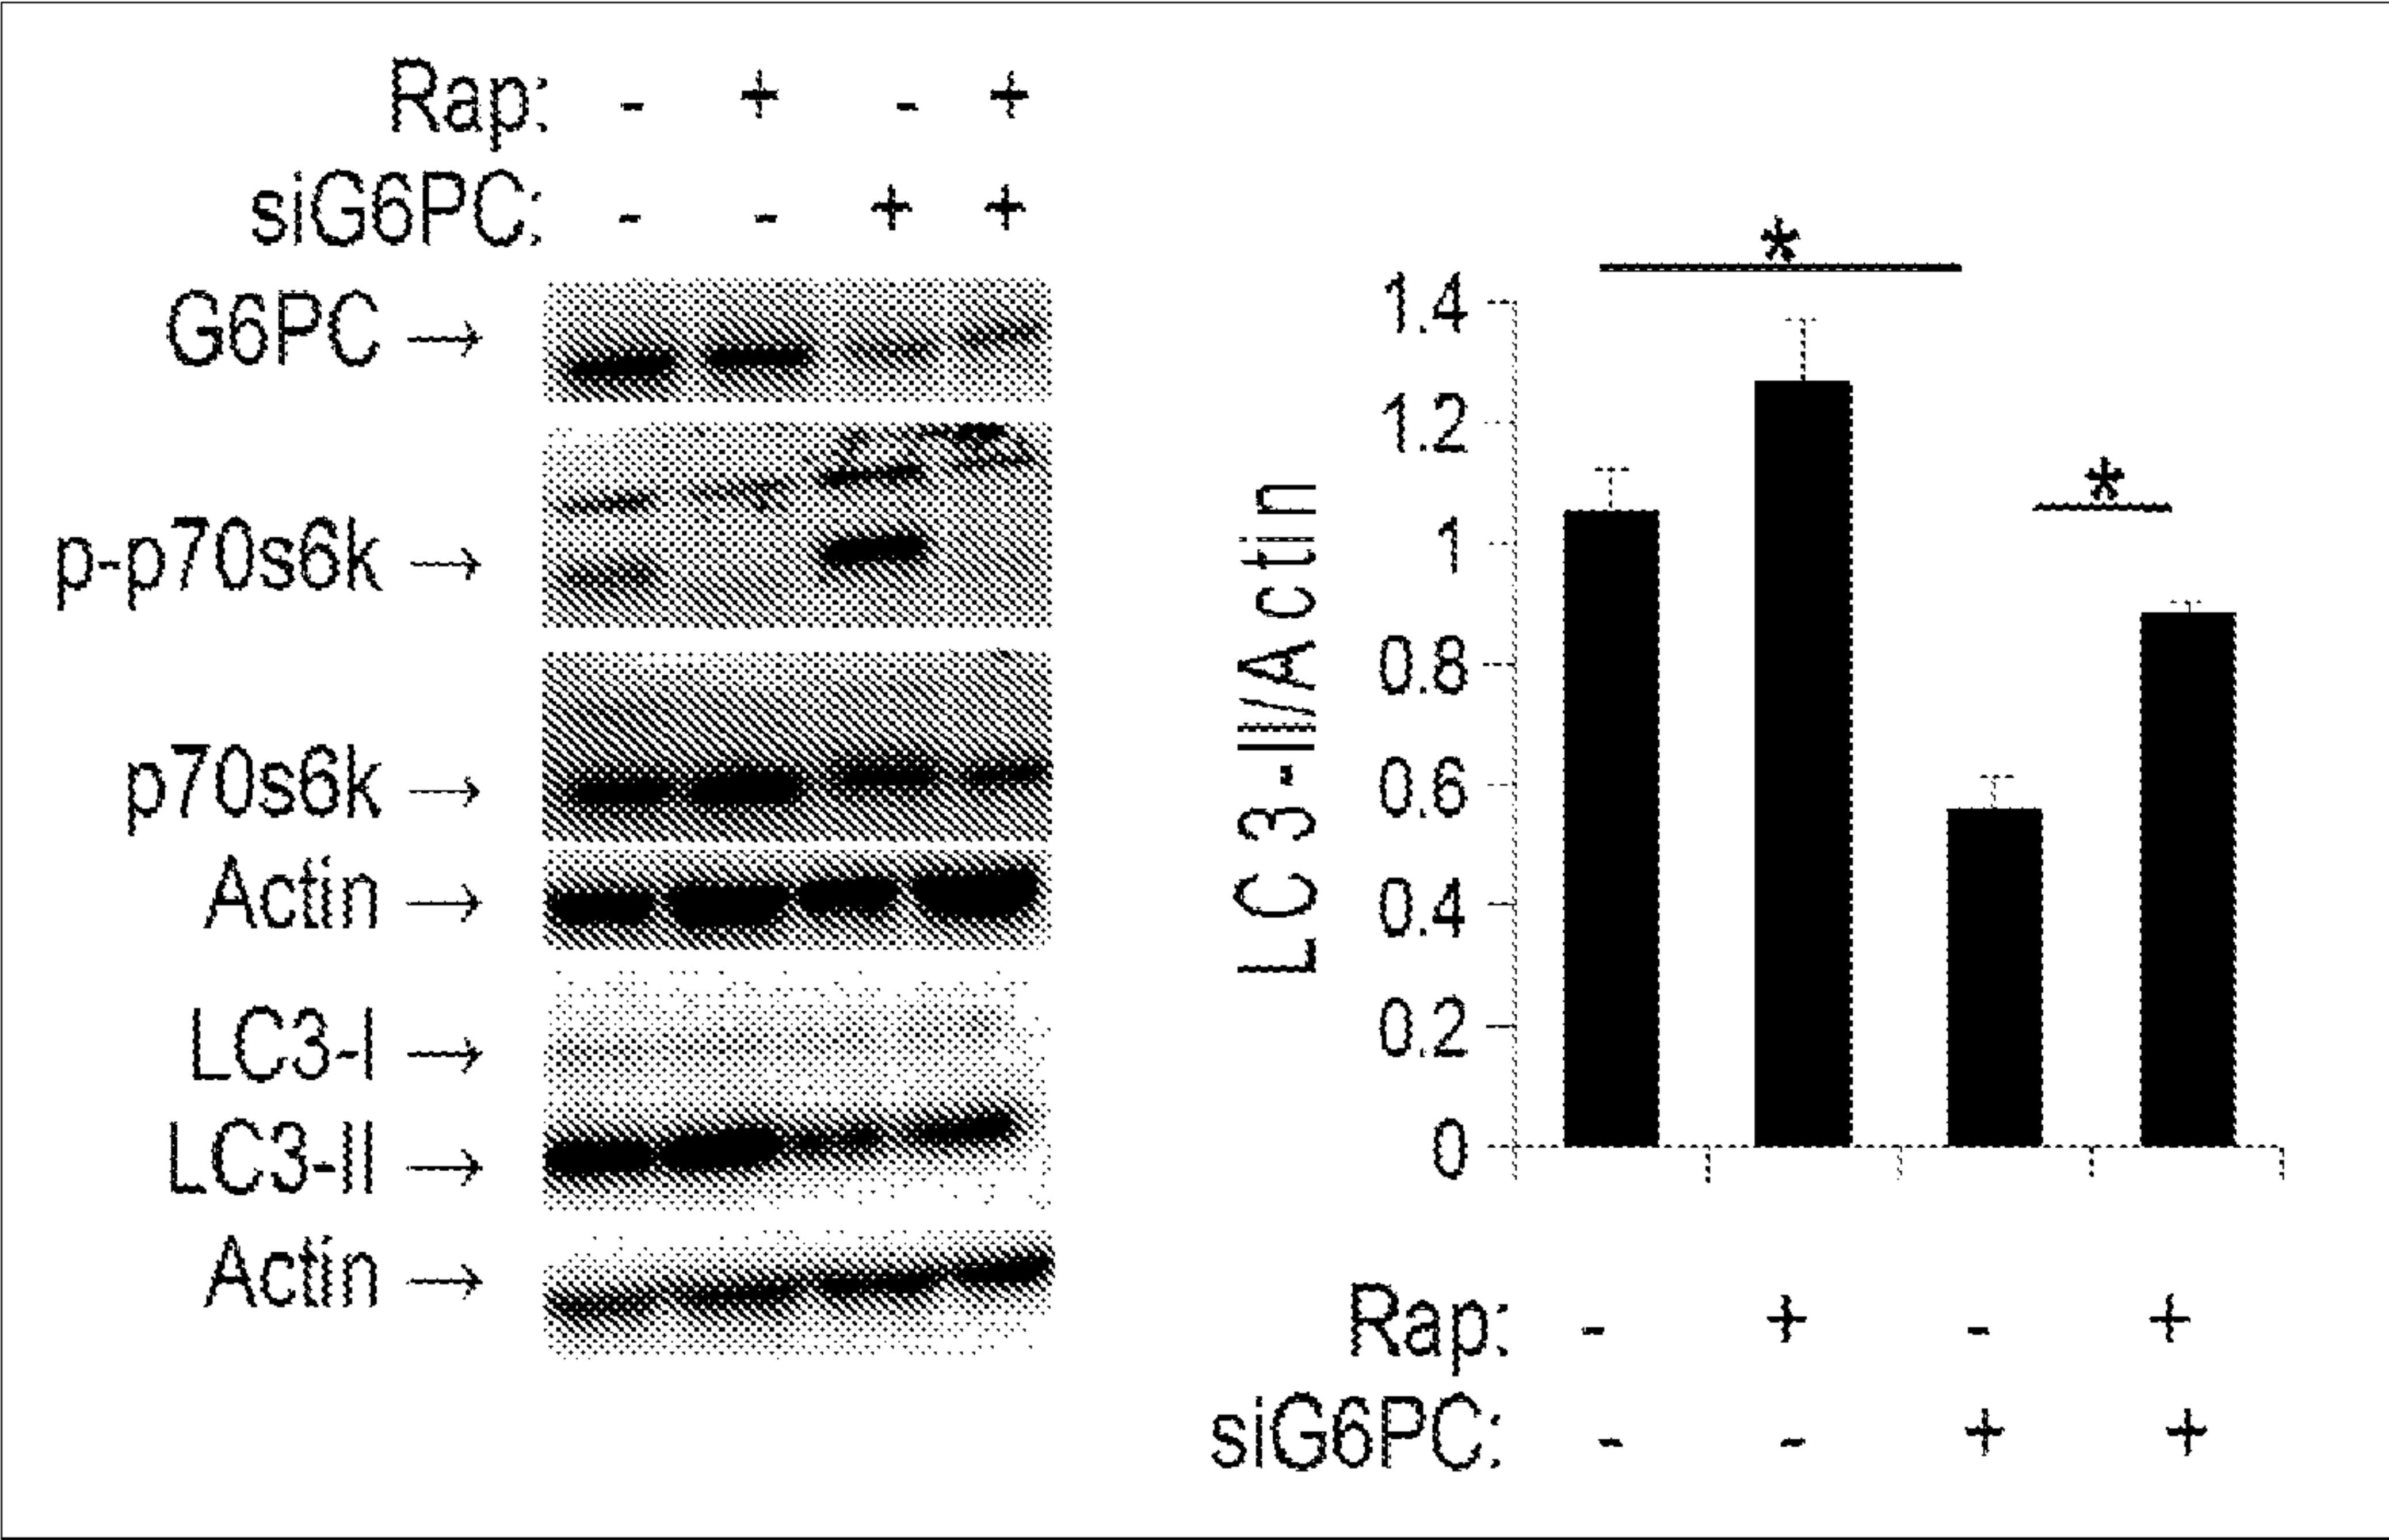 Rap: - + - +
siG6PC: - - + +
G6PC →
p-p70s6k →
p70s6k →
Actin →
LC3-I →
LC3-II →
Actin →
*
*
LC3-II/Actin
1.4
1.2
1
0.8
0.6
0.4
0.2
0
Rap: - + - +
siG6PC: - - + +